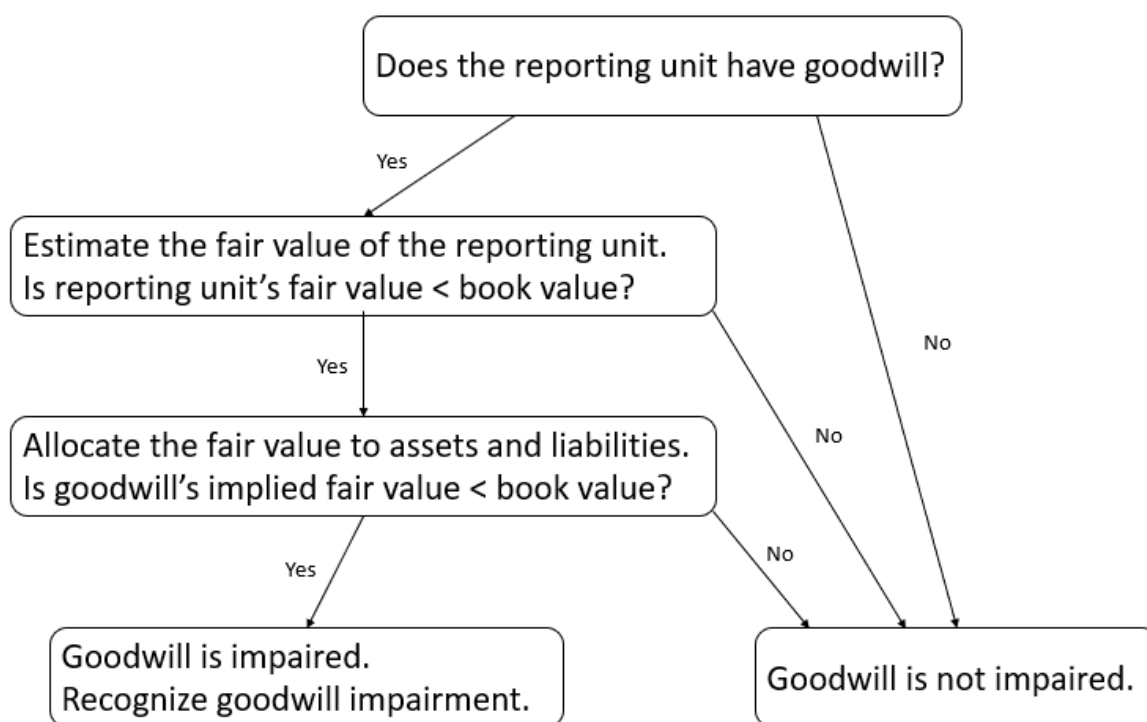 Does the reporting unit have goodwill?
Yes
Estimate the fair value of the reporting unit.
Is reporting unit’s fair value < book value?
No
Yes
Allocate the fair value to assets and liabilities.
Is goodwill’s implied fair value < book value?
No
No
Yes
Goodwill is impaired.
Recognize goodwill impairment.
Goodwill is not impaired.